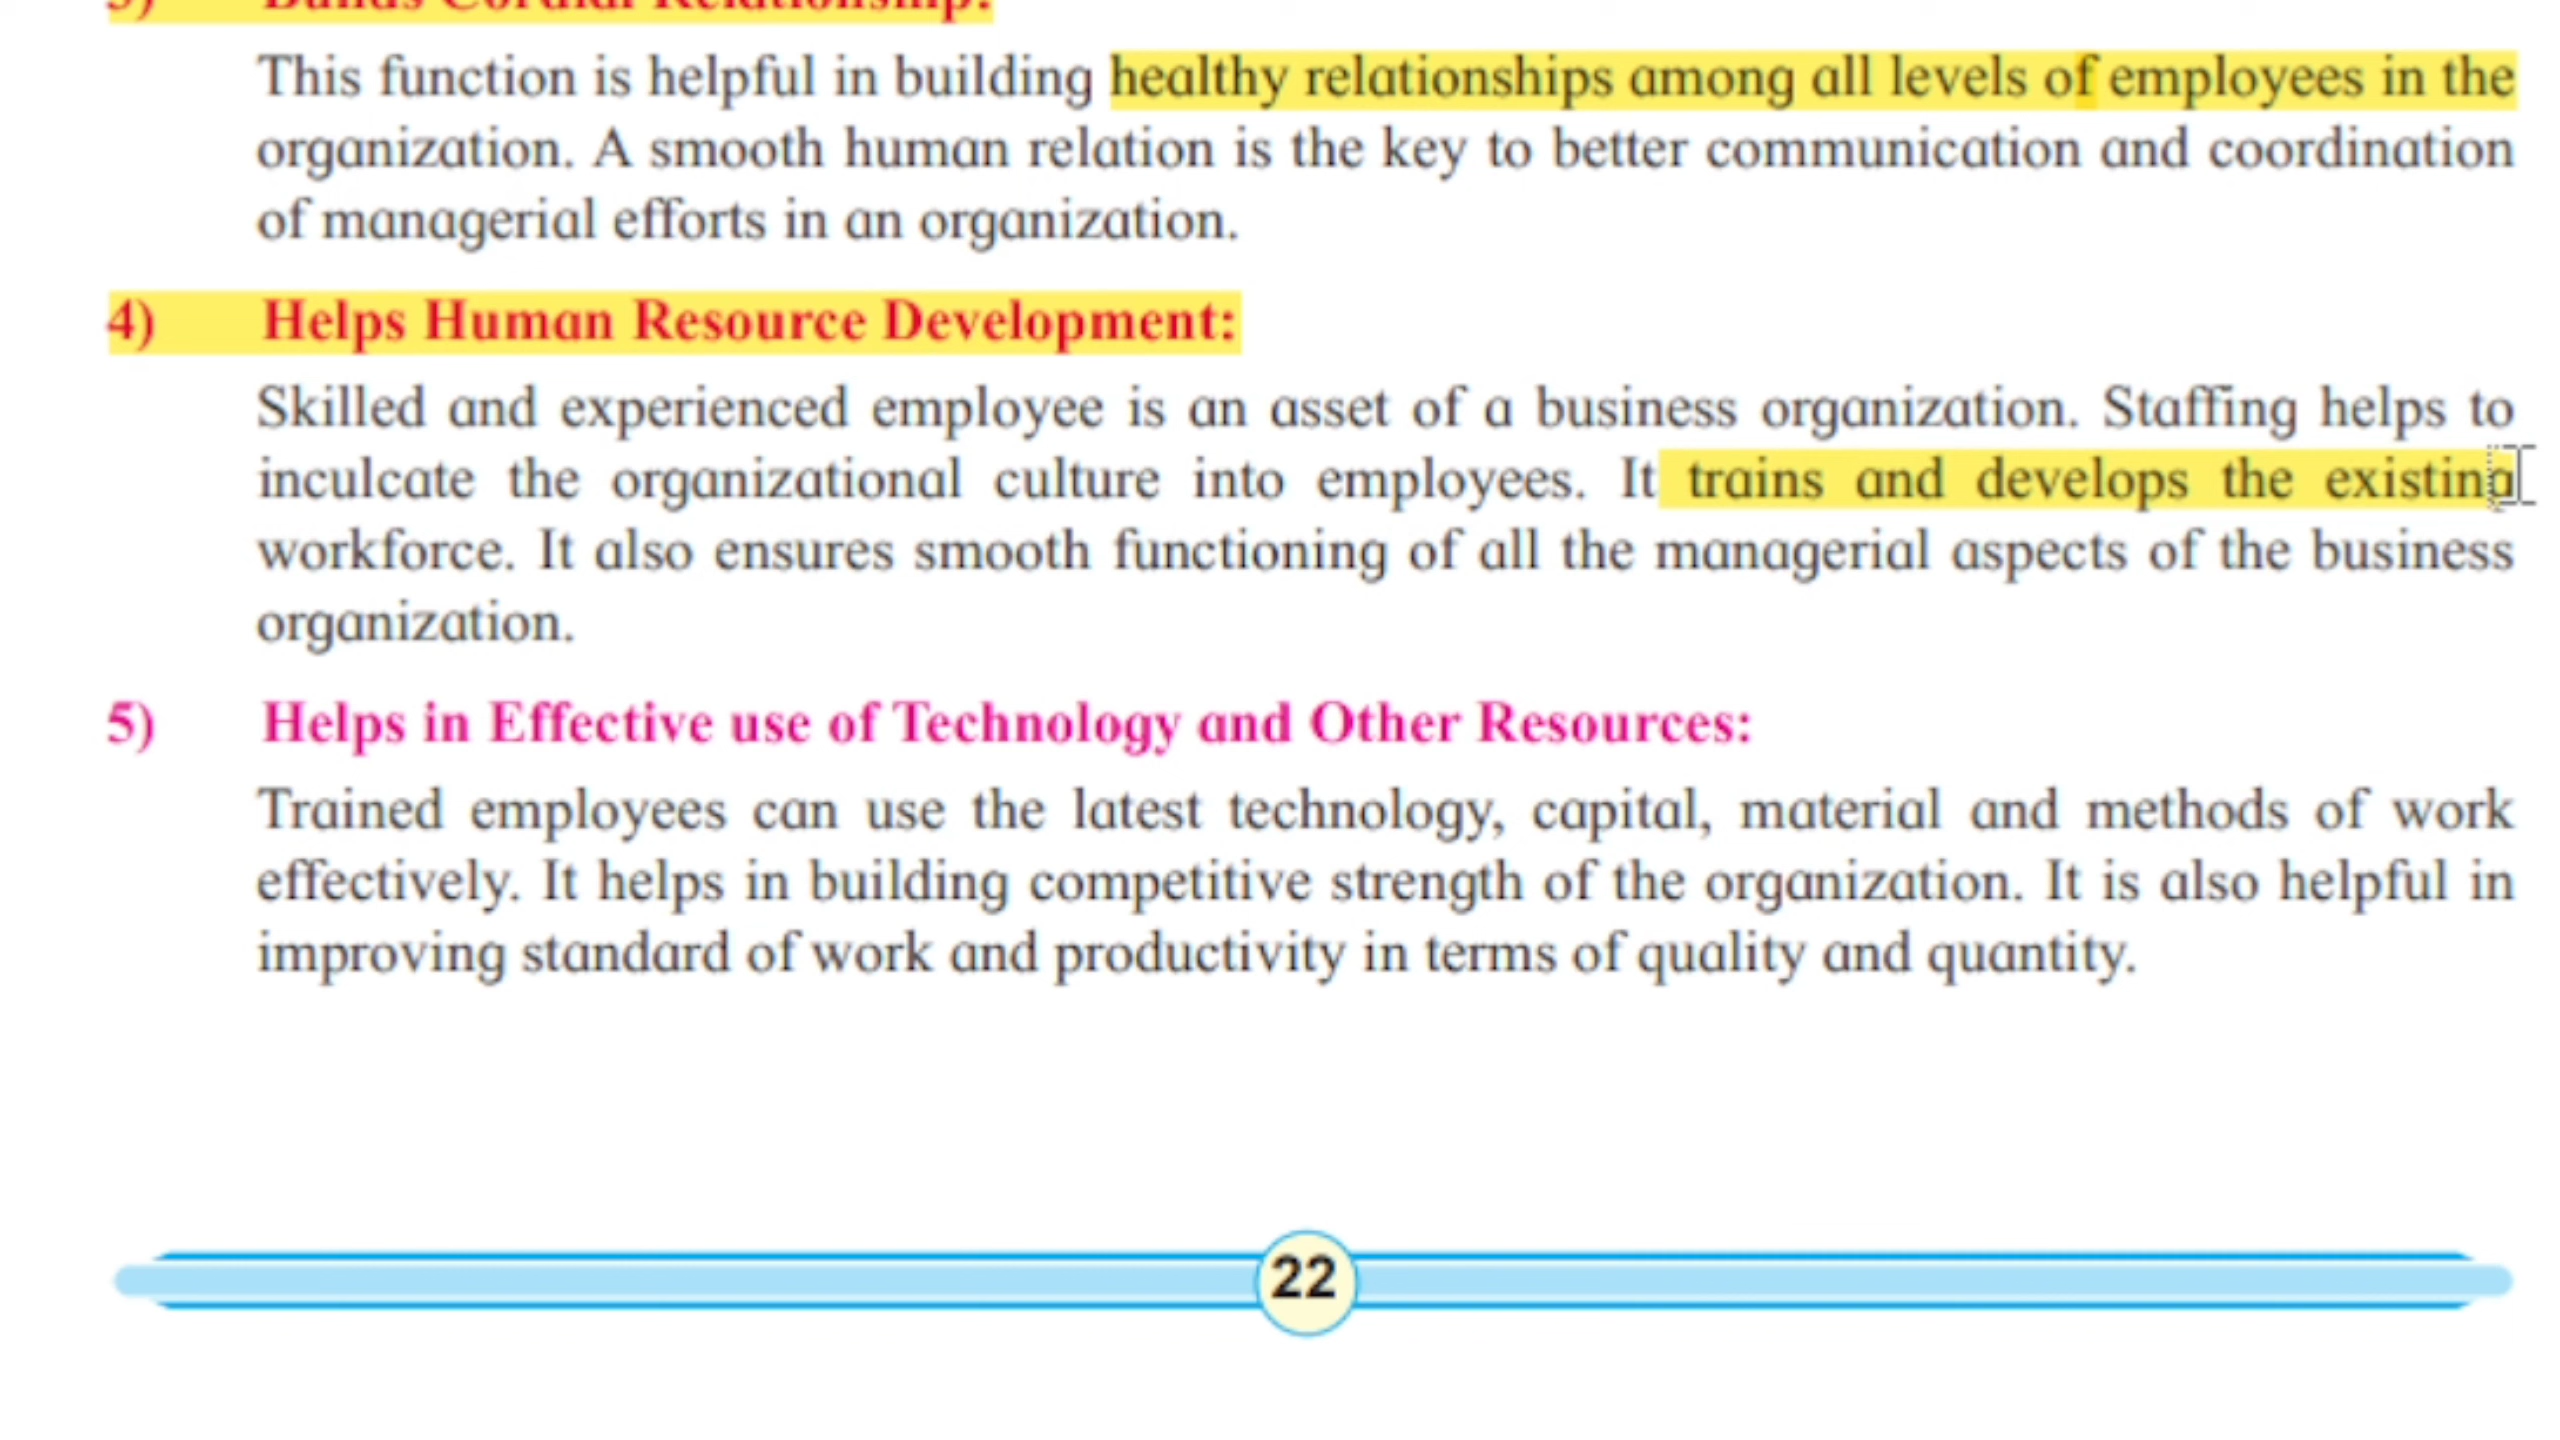 3) Builds Cordial Relationship:
This function is helpful in building healthy relationships among all levels of employees in the
organization. A smooth human relation is the key to better communication and coordination
of managerial efforts in an organization.
4) Helps Human Resource Development:
Skilled and experienced employee is an asset of a business organization. Staffing helps to
inculcate the organizational culture into employees. It trains and develops the existing
workforce. It also ensures smooth functioning of all the managerial aspects of the business
organization.
5) Helps in Effective use of Technology and Other Resources:
Trained employees can use the latest technology, capital, material and methods of work
effectively. It helps in building competitive strength of the organization. It is also helpful in
improving standard of work and productivity in terms of quality and quantity.
22